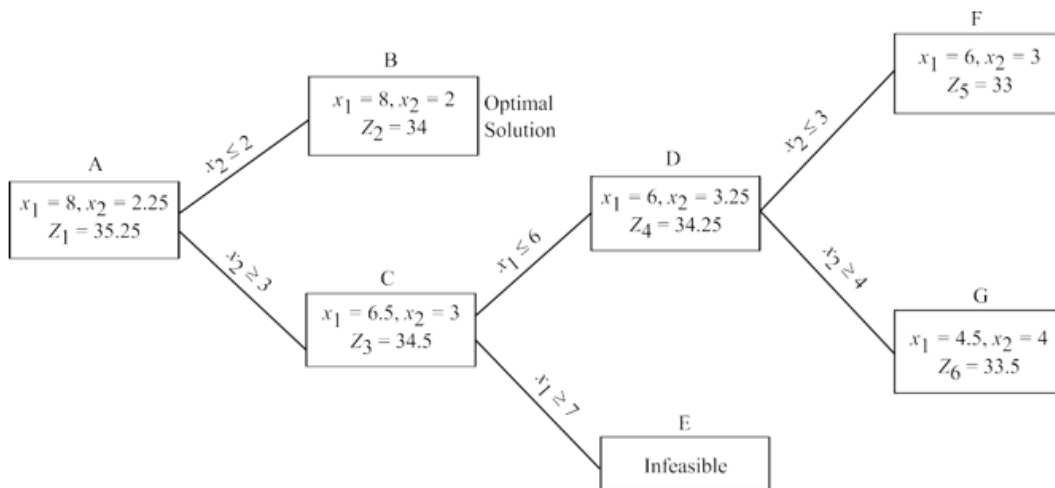 A
x₁ = 8, x₂ = 2.25
Z₁ = 35.25
x₂ ≤ 2
x₂ ≥ 3
B
x₁ = 8, x₂ = 2
Z₂ = 34
Optimal
Solution
C
x₁ = 6.5, x₂ = 3
Z₃ = 34.5
x₁ ≤ 6
x₁ ≥ 7
D
x₁ = 6, x₂ = 3.25
Z₄ = 34.25
x₂ ≤ 3
x₂ ≥ 4
E
Infeasible
F
x₁ = 6, x₂ = 3
Z₅ = 33
G
x₁ = 4.5, x₂ = 4
Z₆ = 33.5